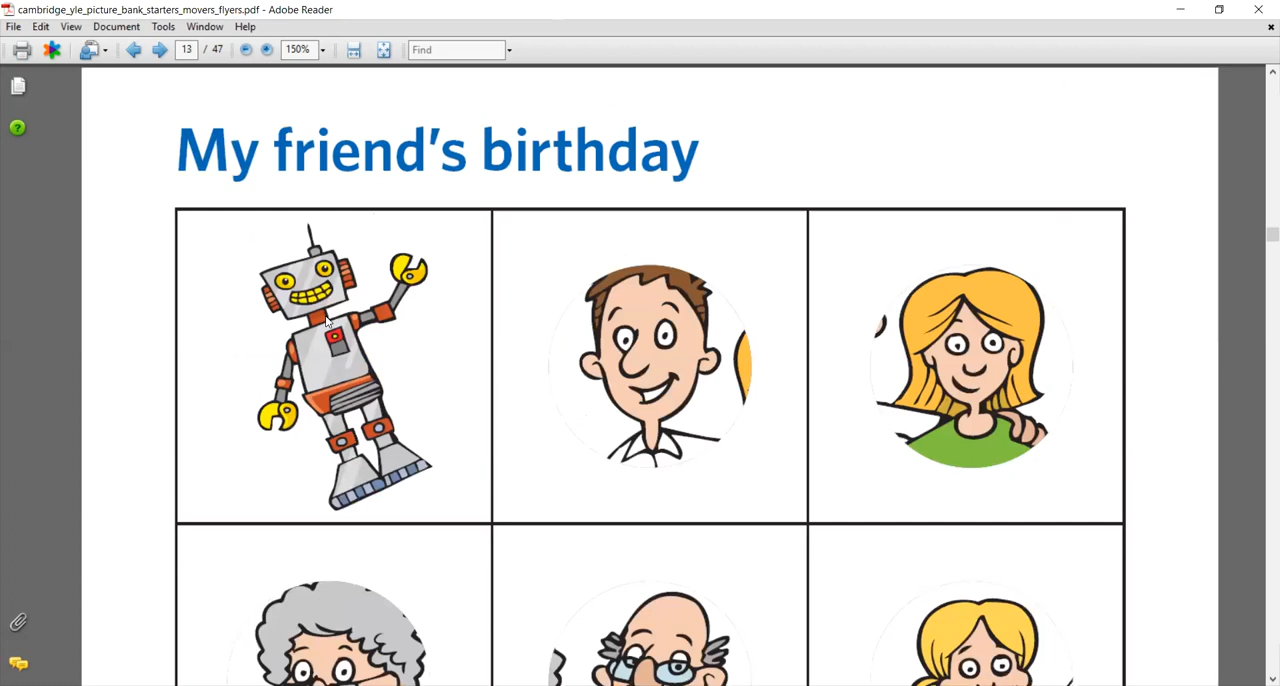 cambridge_yle_picture_bank_starters_movers_flyers.pdf - Adobe Reader
File Edit View Document Tools Window Help
13 / 47 150% Find
My friend's birthday